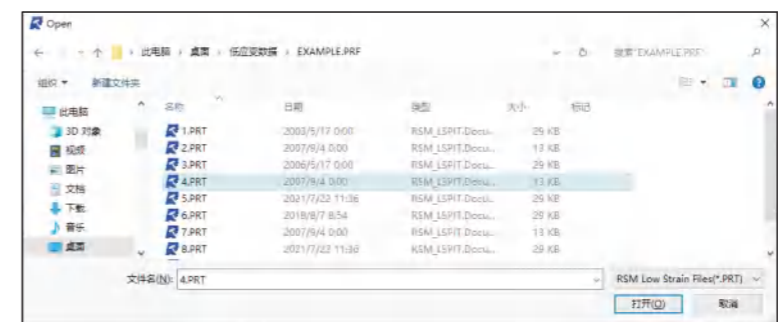 Open
此电脑 › 桌面 › 低应变数据 › EXAMPLE.PRF
搜索"EXAMPLE.PRF"
组织 新建文件夹
名称 日期 类型 大小 标记
此电脑
3D 对象
视频
图片
文档
下载
音乐
桌面
1.PRT 2003/5/17 0:00 RSM_LSPIT.Docu... 29 KB
2.PRT 2007/9/4 0:00 RSM_LSPIT.Docu... 13 KB
3.PRT 2006/5/17 0:00 RSM_LSPIT.Docu... 29 KB
4.PRT 2007/9/4 0:00 RSM_LSPIT.Docu... 13 KB
5.PRT 2021/7/22 11:36 RSM_LSPIT.Docu... 29 KB
6.PRT 2018/8/7 8:54 RSM_LSPIT.Docu... 29 KB
7.PRT 2007/9/4 0:00 RSM_LSPIT.Docu... 13 KB
8.PRT 2021/7/22 11:36 RSM_LSPIT.Docu... 29 KB
文件名(N): 4.PRT
RSM Low Strain Files(*.PRT)
打开(O) 取消